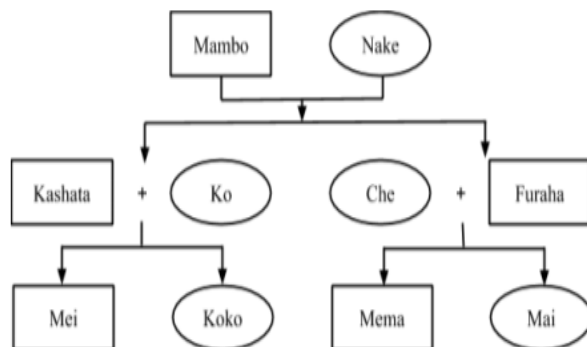 Mambo Nake
Kashata + Ko Che + Furaha
Mei Koko Mema Mai